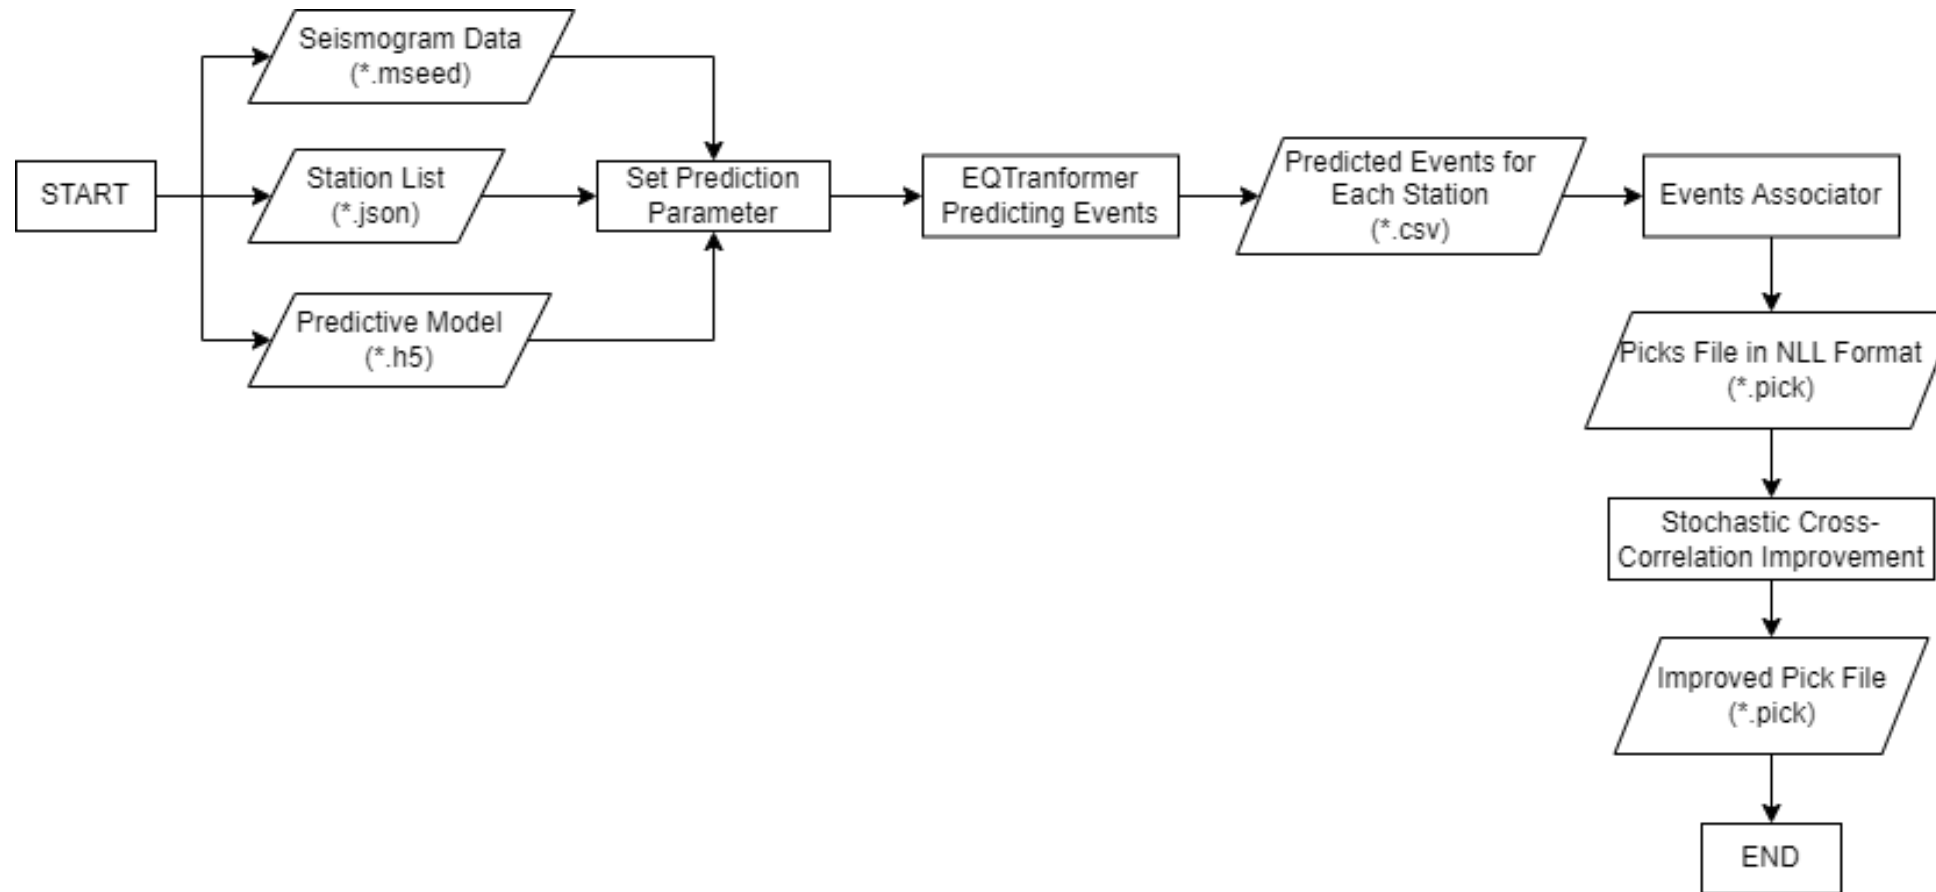 START
Seismogram Data
(*.mseed)
Station List
(*.json)
Predictive Model
(*.h5)
Set Prediction
Parameter
EQTranformer
Predicting Events
Predicted Events for
Each Station
(*.csv)
Events Associator
Picks File in NLL Format
(*.pick)
Stochastic Cross-
Correlation Improvement
Improved Pick File
(*.pick)
END